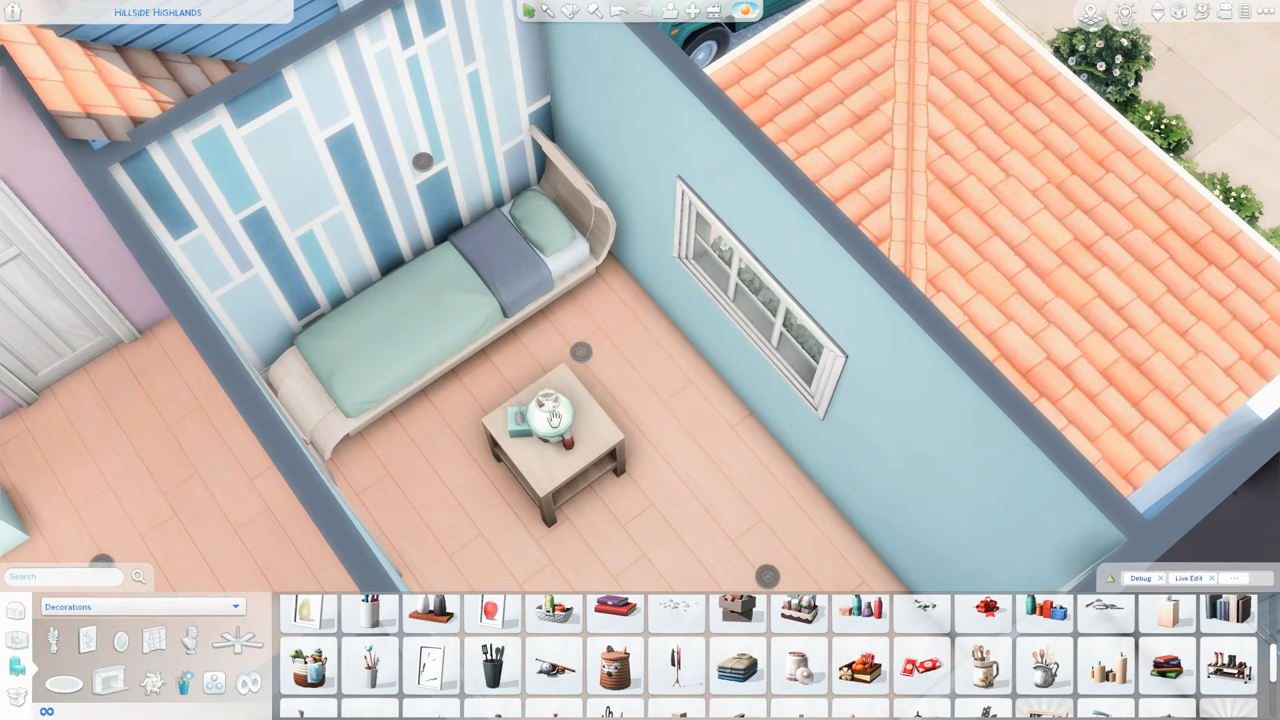 Hillside Highlands
Search
Debug
Live Edit
Decorations